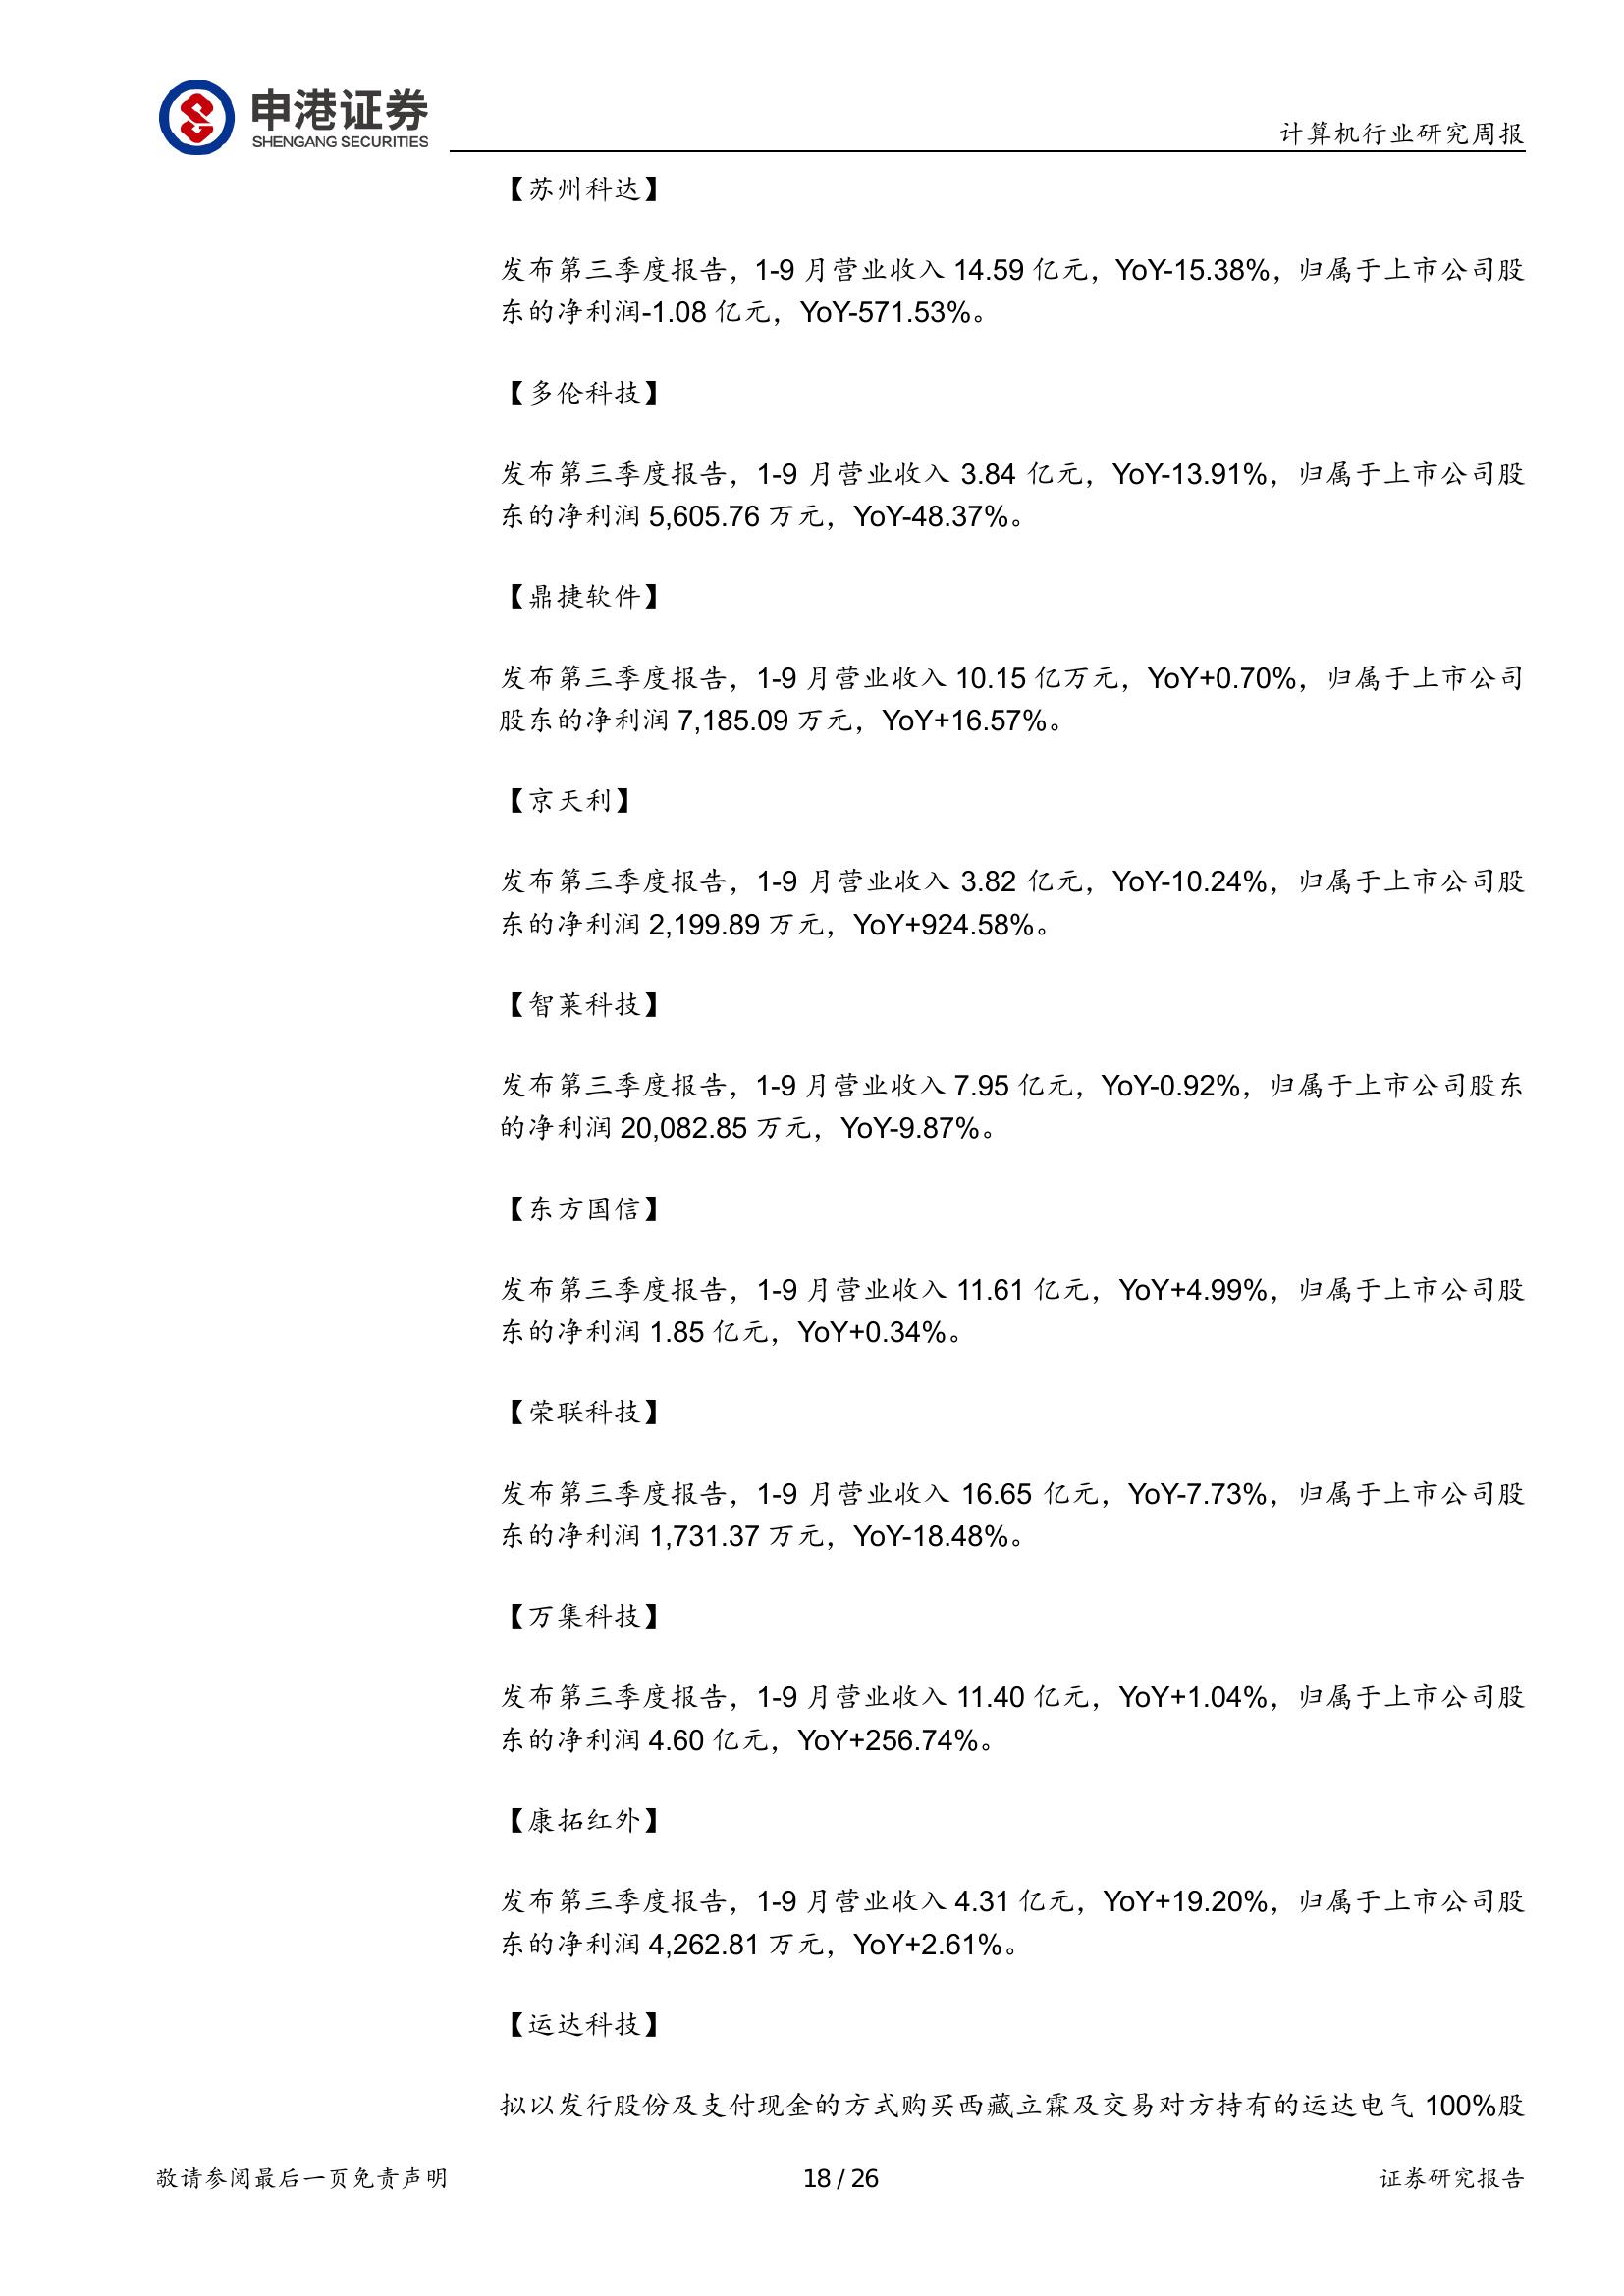 申港证券
SHENGANG SECURITIES
计算机行业研究周报
【苏州科达】
发布第三季度报告，1-9 月营业收入 14.59 亿元，YoY-15.38%，归属于上市公司股
东的净利润-1.08 亿元，YoY-571.53%。
【多伦科技】
发布第三季度报告，1-9 月营业收入 3.84 亿元，YoY-13.91%，归属于上市公司股
东的净利润 5,605.76 万元，YoY-48.37%。
【鼎捷软件】
发布第三季度报告，1-9 月营业收入 10.15 亿万元，YoY+0.70%，归属于上市公司
股东的净利润 7,185.09 万元，YoY+16.57%。
【京天利】
发布第三季度报告，1-9 月营业收入 3.82 亿元，YoY-10.24%，归属于上市公司股
东的净利润 2,199.89 万元，YoY+924.58%。
【智莱科技】
发布第三季度报告，1-9 月营业收入 7.95 亿元，YoY-0.92%，归属于上市公司股东
的净利润 20,082.85 万元，YoY-9.87%。
【东方国信】
发布第三季度报告，1-9 月营业收入 11.61 亿元，YoY+4.99%，归属于上市公司股
东的净利润 1.85 亿元，YoY+0.34%。
【荣联科技】
发布第三季度报告，1-9 月营业收入 16.65 亿元，YoY-7.73%，归属于上市公司股
东的净利润 1,731.37 万元，YoY-18.48%。
【万集科技】
发布第三季度报告，1-9 月营业收入 11.40 亿元，YoY+1.04%，归属于上市公司股
东的净利润 4.60 亿元，YoY+256.74%。
【康拓红外】
发布第三季度报告，1-9 月营业收入 4.31 亿元，YoY+19.20%，归属于上市公司股
东的净利润 4,262.81 万元，YoY+2.61%。
【运达科技】
拟以发行股份及支付现金的方式购买西藏立霖及交易对方持有的运达电气 100%股
敬请参阅最后一页免责声明
18 / 26
证券研究报告